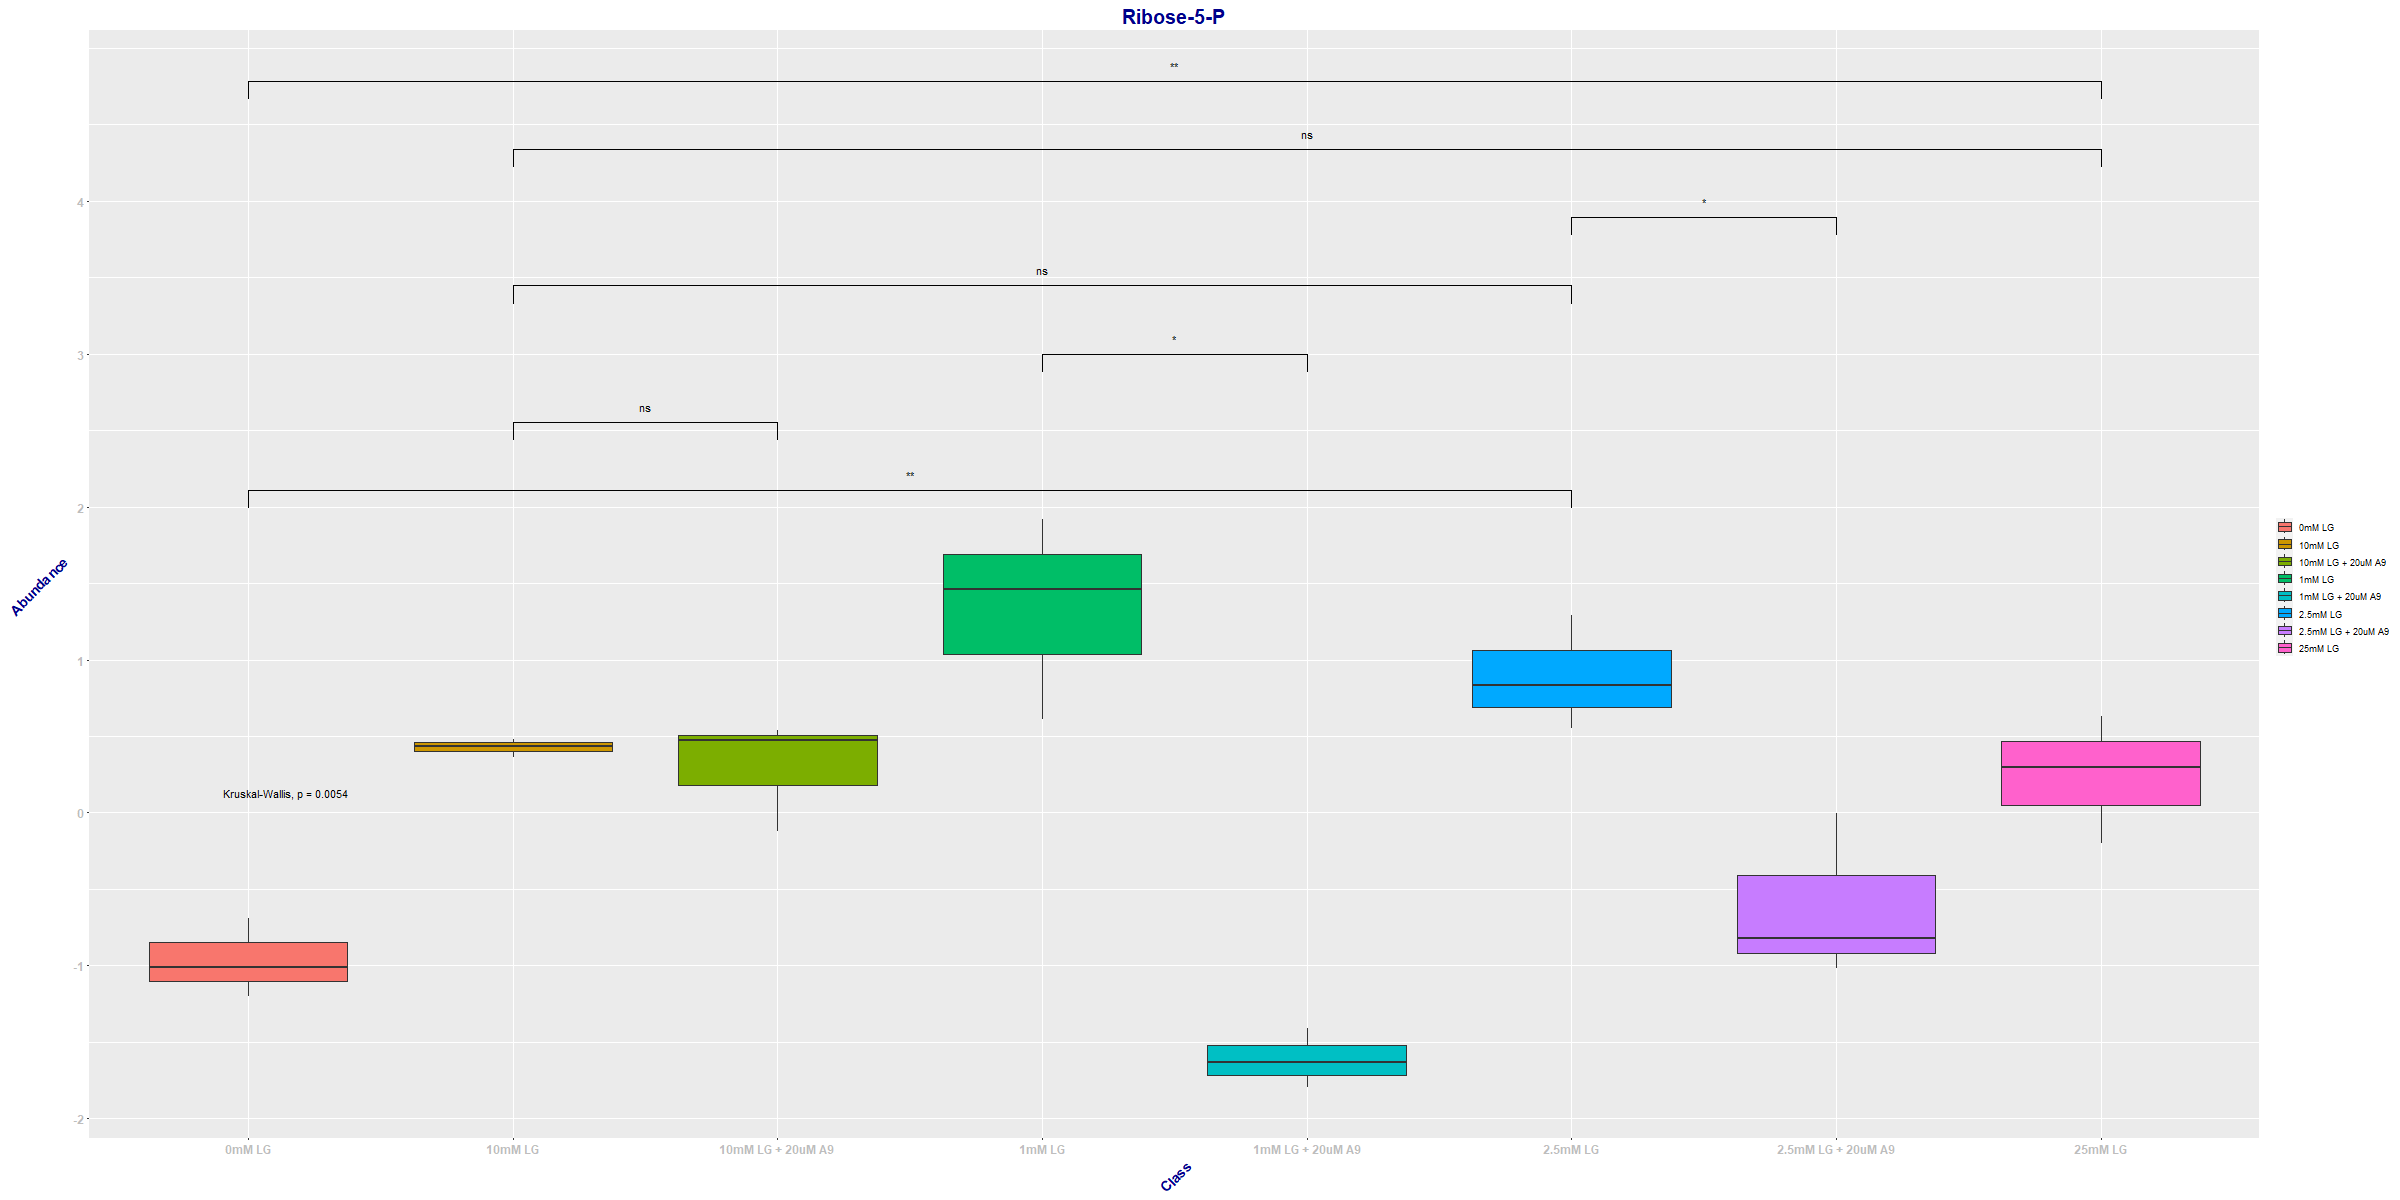 Ribose-5-P
**
ns
*
ns
*
ns
**
Kruskal-Wallis, p = 0.0054
4
3
2
1
0
-1
-2
Abundance
0mM LG
10mM LG
10mM LG + 20uM A9
1mM LG
1mM LG + 20uM A9
2.5mM LG
2.5mM LG + 20uM A9
25mM LG
Class
0mM LG
10mM LG
10mM LG + 20uM A9
1mM LG
1mM LG + 20uM A9
2.5mM LG
2.5mM LG + 20uM A9
25mM LG